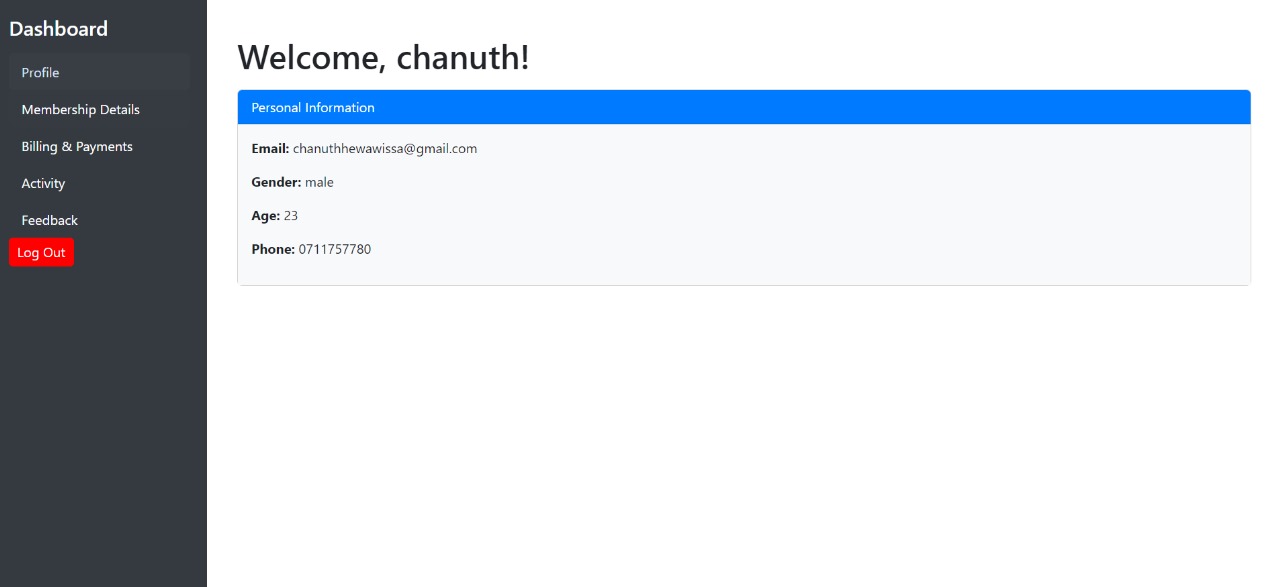 Dashboard
Profile
Membership Details
Billing & Payments
Activity
Feedback
Log Out
Welcome, chanuth!
Personal Information
Email: chanuthhewawissa@gmail.com
Gender: male
Age: 23
Phone: 0711757780